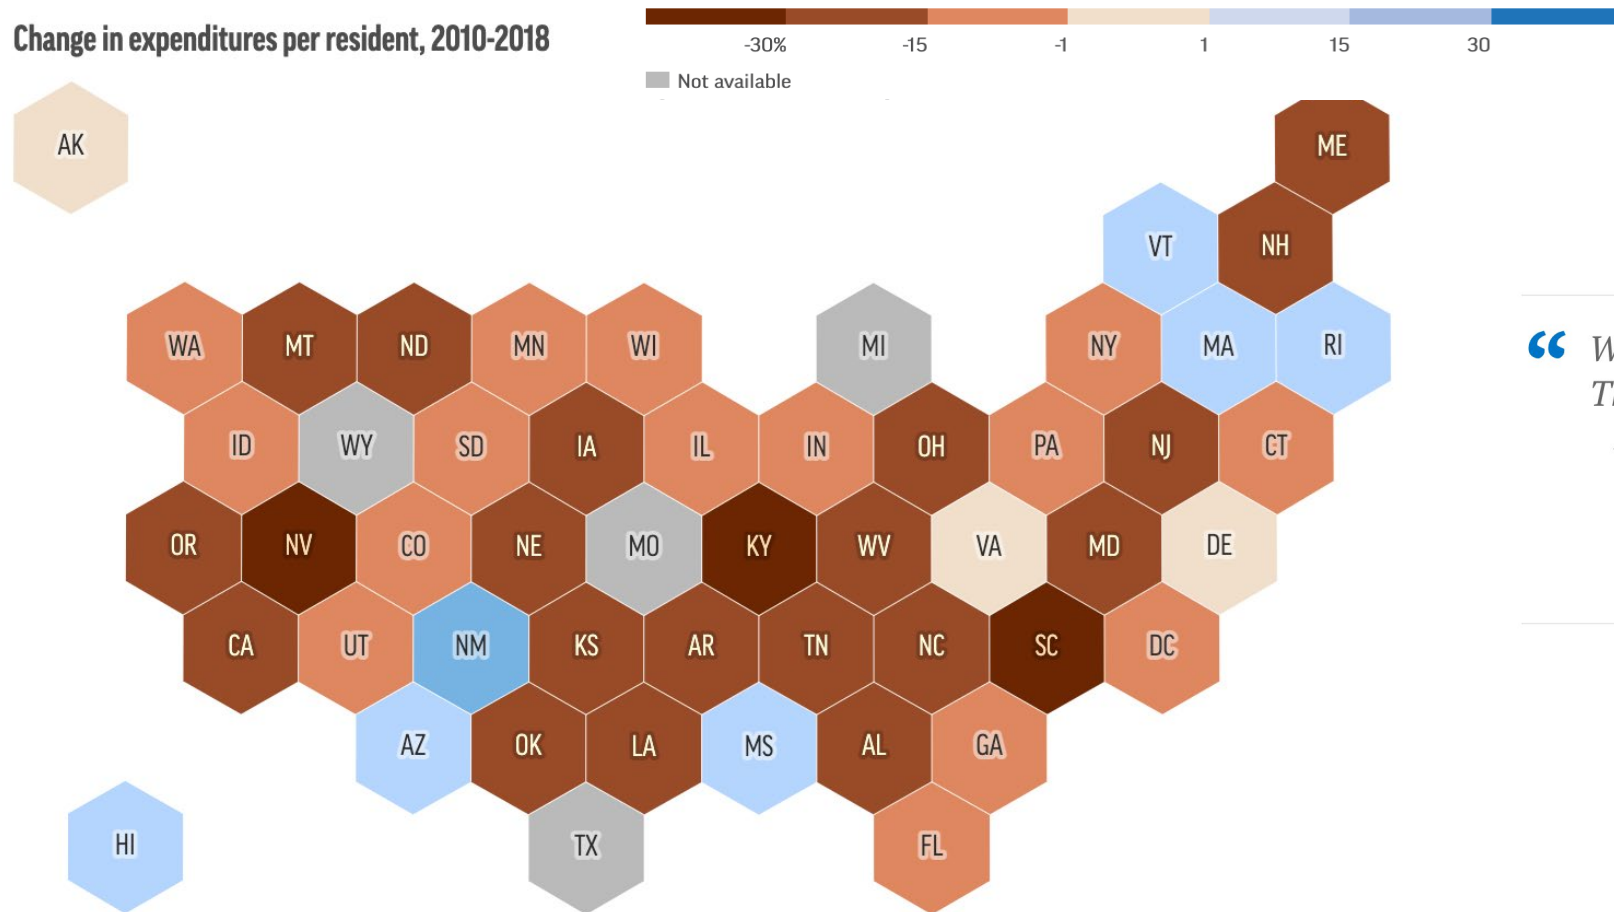 Change in expenditures per resident, 2010-2018
-30% -15 -1 1 15 30
Not available
AK
ME
VT NH
WA MT ND MN WI MI NY MA RI
ID WY SD IA IL IN OH PA NJ CT
OR NV CO NE MO KY WV VA MD DE
CA UT NM KS AR TN NC SC DC
AZ OK LA MS AL GA
HI TX FL
“ W